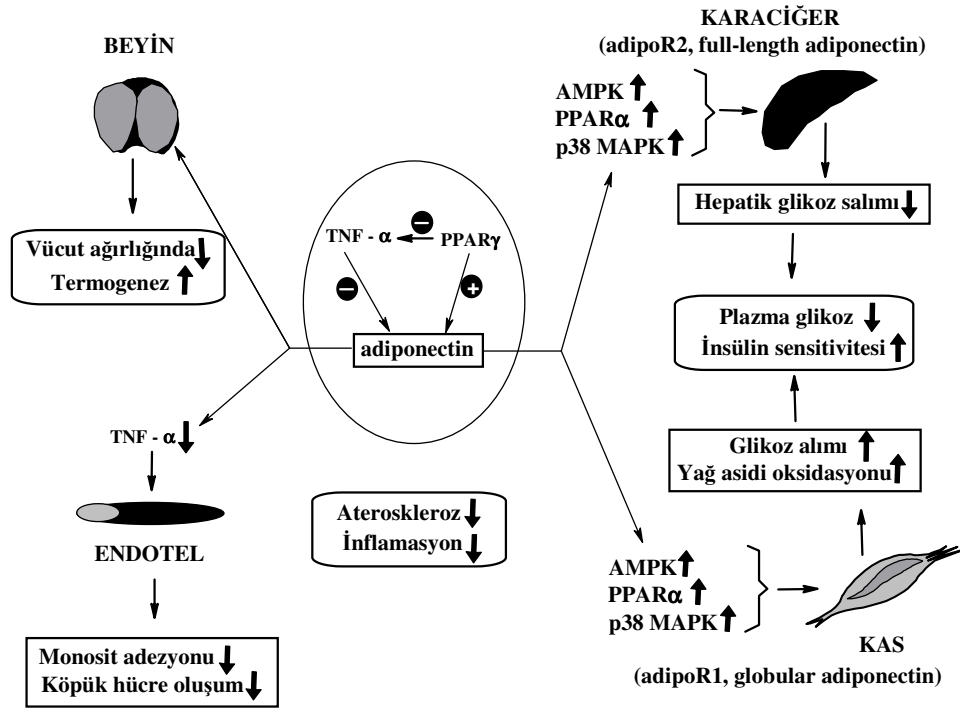 BEYİN
Vücut ağırlığında
Termogenez
TNF - α
ENDOTEL
Monosit adezyonu
Köpük hücre oluşum
TNF - α
−
PPARγ
−
+
adiponectin
Ateroskleroz
İnflamasyon
KARACİĞER
(adipoR2, full-length adiponectin)
AMPK
PPARα
p38 MAPK
Hepatik glikoz salımı
Plazma glikoz
İnsülin sensitivitesi
Glikoz alımı
Yağ asidi oksidasyonu
AMPK
PPARα
p38 MAPK
KAS
(adipoR1, globular adiponectin)